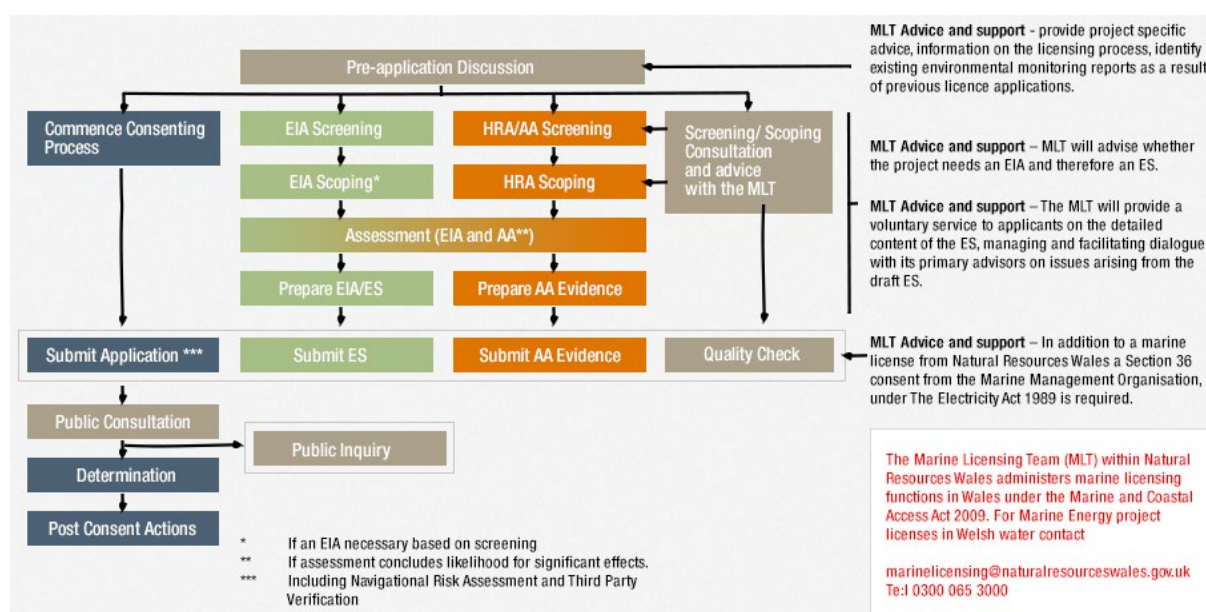 MLT Advice and support - provide project specific
advice, information on the licensing process, identify
existing environmental monitoring reports as a result
of previous licence applications.
Pre-application Discussion
Commence Consenting
Process
EIA Screening
HRA/AA Screening
Screening/ Scoping
Consultation
and advice
with the MLT
EIA Scoping*
HRA Scoping
MLT Advice and support – MLT will advise whether
the project needs an EIA and therefore an ES.
MLT Advice and support – The MLT will provide a
voluntary service to applicants on the detailed
content of the ES, managing and facilitating dialogue
with its primary advisors on issues arising from the
draft ES.
Assessment (EIA and AA**)
Prepare EIA/ES
Prepare AA Evidence
Submit Application ***
Submit ES
Submit AA Evidence
Quality Check
MLT Advice and support – In addition to a marine
license from Natural Resources Wales a Section 36
consent from the Marine Management Organisation,
under The Electricity Act 1989 is required.
Public Consultation
Public Inquiry
Determination
Post Consent Actions
* If an EIA necessary based on screening
** If assessment concludes likelihood for significant effects.
*** Including Navigational Risk Assessment and Third Party
Verification
The Marine Licensing Team (MLT) within Natural
Resources Wales administers marine licensing
functions in Wales under the Marine and Coastal
Access Act 2009. For Marine Energy project
licenses in Welsh water contact
marinelicensing@naturalresourceswales.gov.uk
Te:l 0300 065 3000